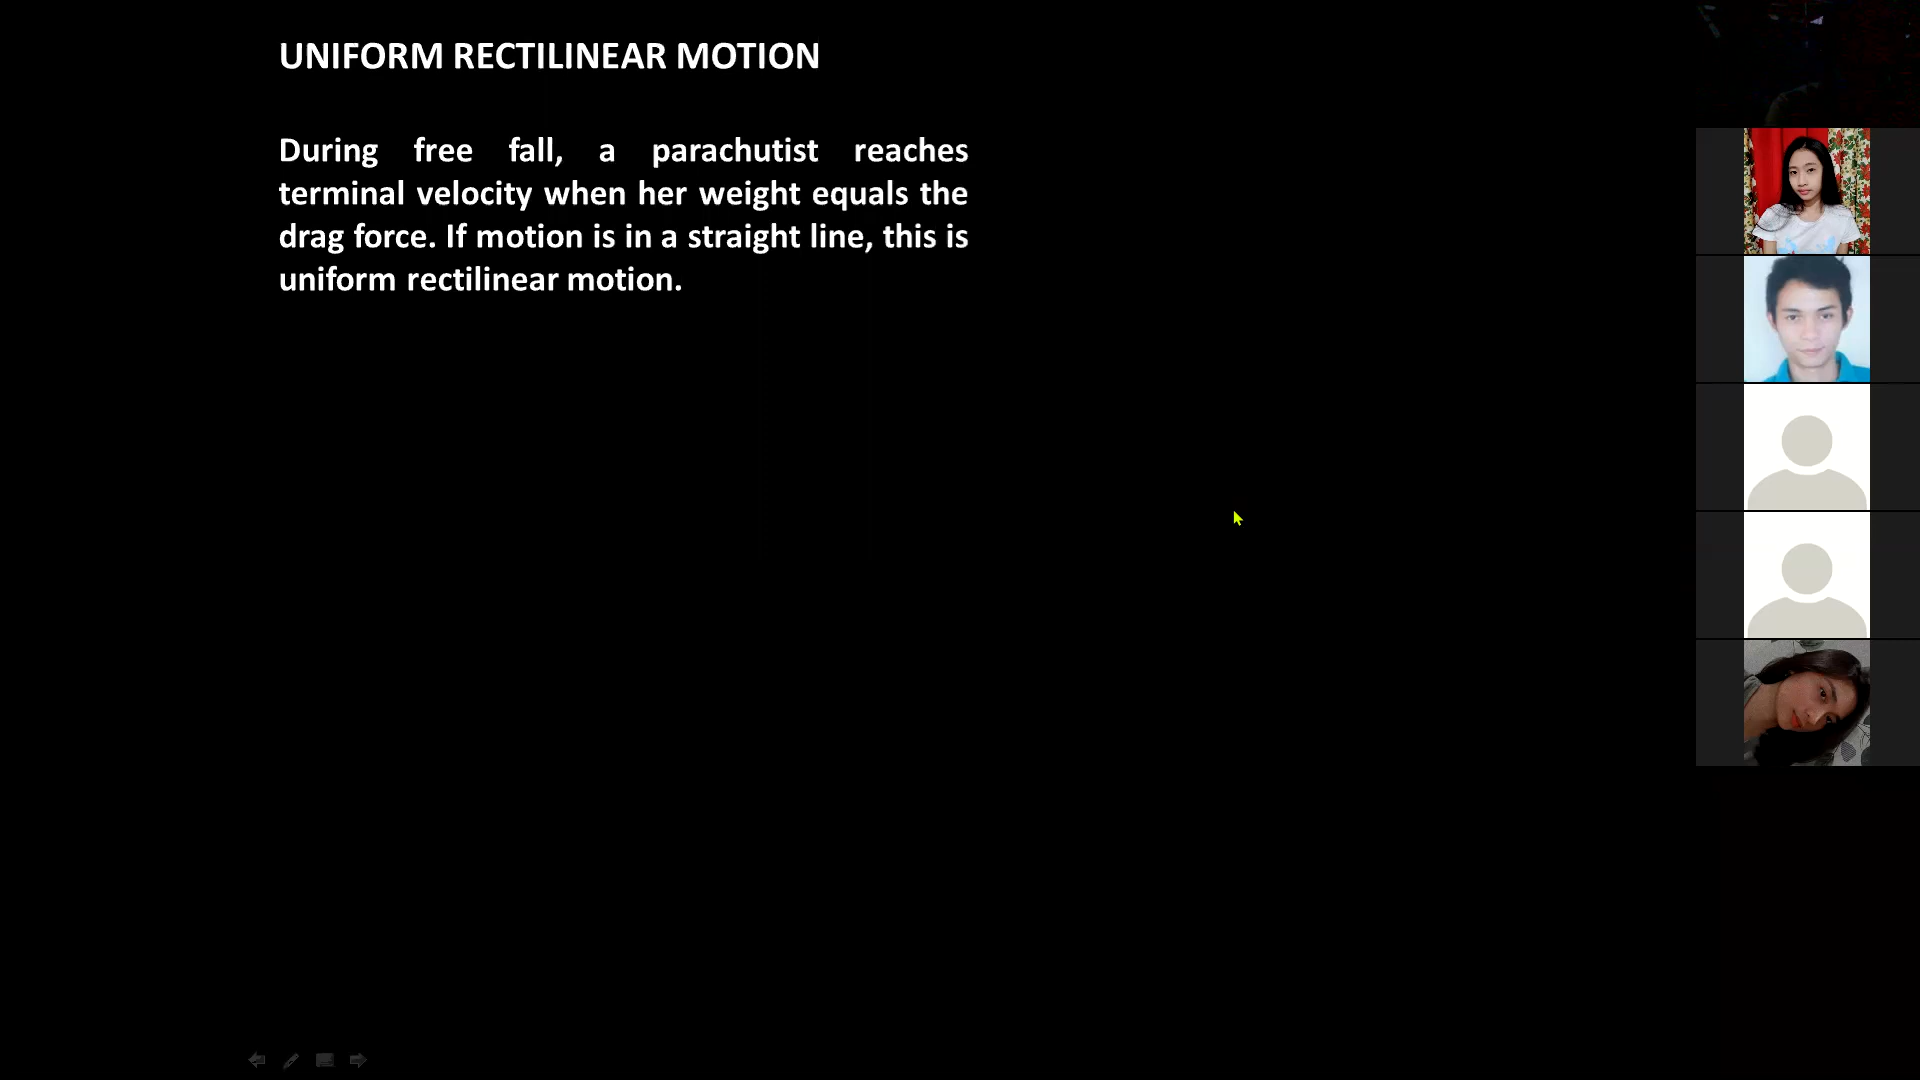 UNIFORM RECTILINEAR MOTION
During free fall, a parachutist reaches
terminal velocity when her weight equals the
drag force. If motion is in a straight line, this is
uniform rectilinear motion.